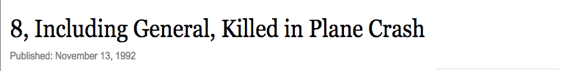 8, Including General, Killed in Plane Crash
Published: November 13, 1992